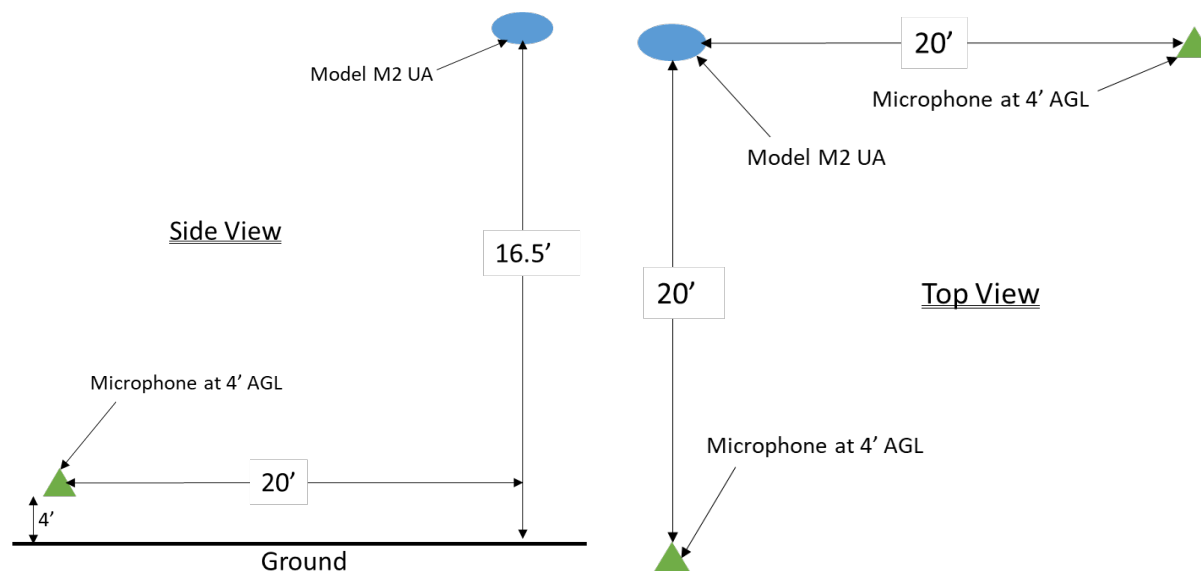 Model M2 UA
Side View
16.5’
Microphone at 4’ AGL
20’
4’
Ground
20’
Microphone at 4’ AGL
Model M2 UA
20’
Top View
Microphone at 4’ AGL